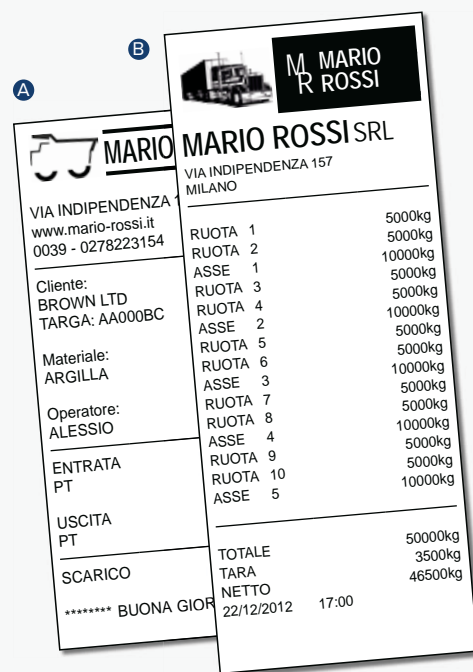 A
MARIO
VIA INDIPENDENZA 1
www.mario-rossi.it
0039 - 0278223154
Cliente:
BROWN LTD
TARGA: AA000BC
Materiale:
ARGILLA
Operatore:
ALESSIO
ENTRATA
PT
USCITA
PT
SCARICO
******** BUONA GIOR
B
MR MARIO ROSSI
MARIO ROSSI SRL
VIA INDIPENDENZA 157
MILANO
RUOTA 1 5000kg
RUOTA 2 5000kg
ASSE 1 10000kg
RUOTA 3 5000kg
RUOTA 4 5000kg
ASSE 2 10000kg
RUOTA 5 5000kg
RUOTA 6 5000kg
ASSE 3 10000kg
RUOTA 7 5000kg
RUOTA 8 5000kg
ASSE 4 10000kg
RUOTA 9 5000kg
RUOTA 10 5000kg
ASSE 5 10000kg
TOTALE 50000kg
TARA 3500kg
NETTO 46500kg
22/12/2012 17:00